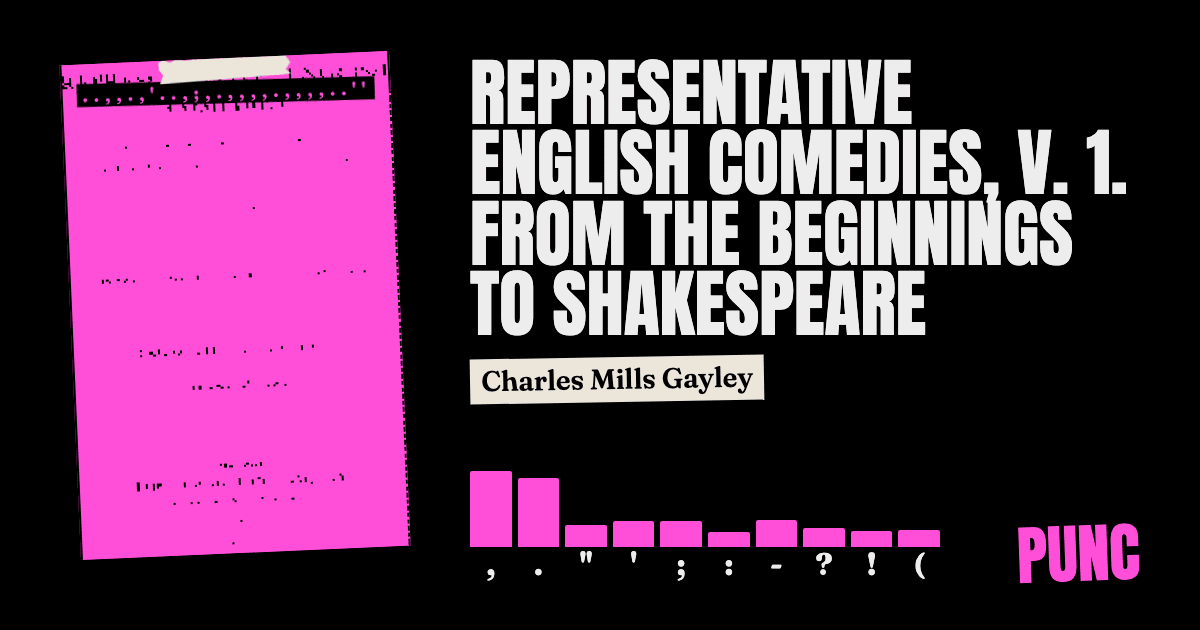 REPRESENTATIVE
ENGLISH COMEDIES, V. 1.
FROM THE BEGINNINGS
TO SHAKESPEARE
Charles Mills Gayley
, . " ' ; : - ? ! (
PUNC